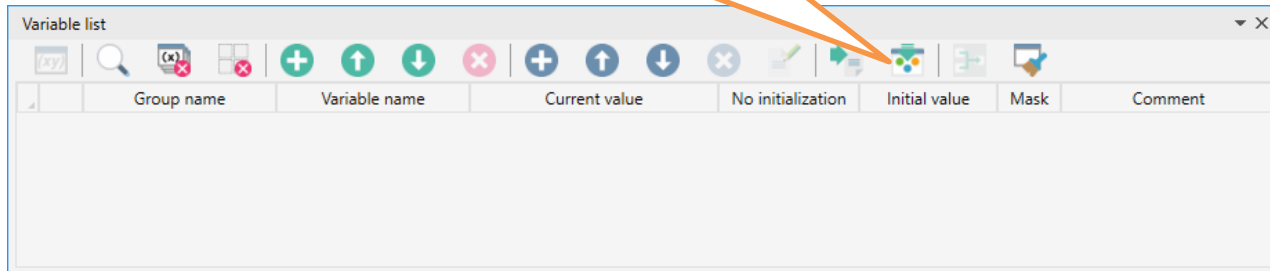 Variable list
(xy) (x)
Group name Variable name Current value No initialization Initial value Mask Comment